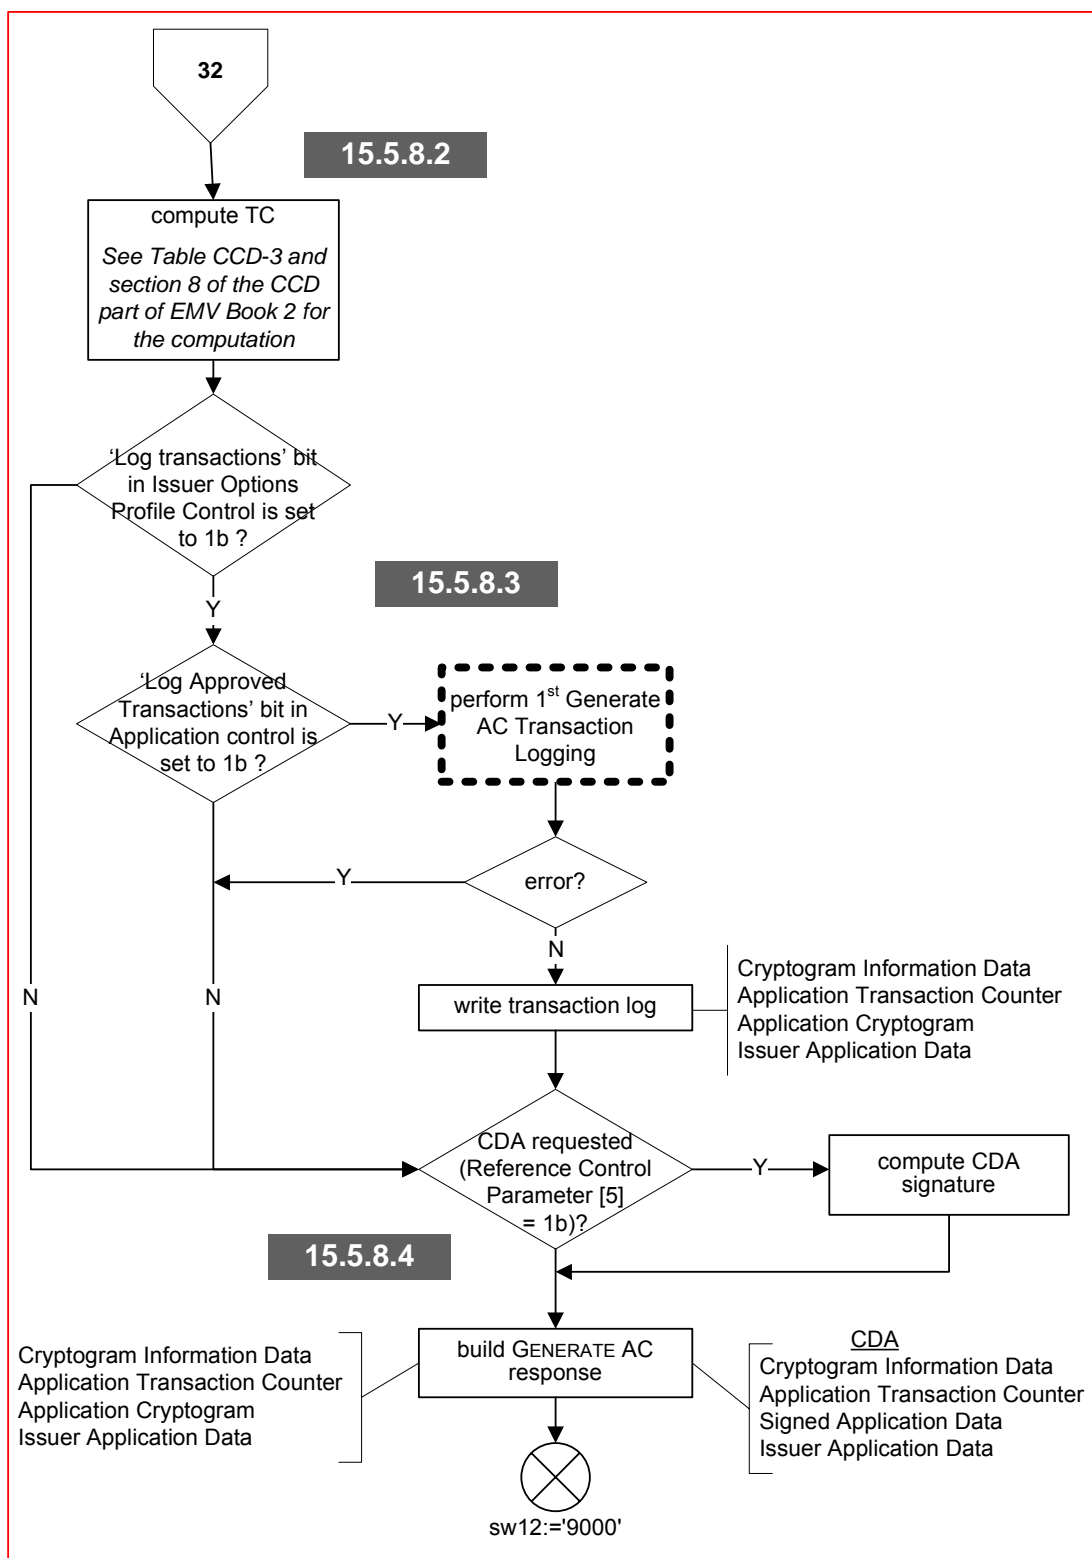 32
15.5.8.2
compute TC
See Table CCD-3 and
section 8 of the CCD
part of EMV Book 2 for
the computation
‘Log transactions’ bit
in Issuer Options
Profile Control is set
to 1b ?
15.5.8.3
Y
‘Log Approved
Transactions’ bit in
Application control is
set to 1b ?
Y
perform 1st Generate
AC Transaction
Logging
error?
Y
N
N
N
write transaction log
Cryptogram Information Data
Application Transaction Counter
Application Cryptogram
Issuer Application Data
CDA requested
(Reference Control
Parameter [5]
= 1b)?
Y
compute CDA
signature
15.5.8.4
build GENERATE AC
response
Cryptogram Information Data
Application Transaction Counter
Application Cryptogram
Issuer Application Data
CDA
Cryptogram Information Data
Application Transaction Counter
Signed Application Data
Issuer Application Data
sw12:='9000'